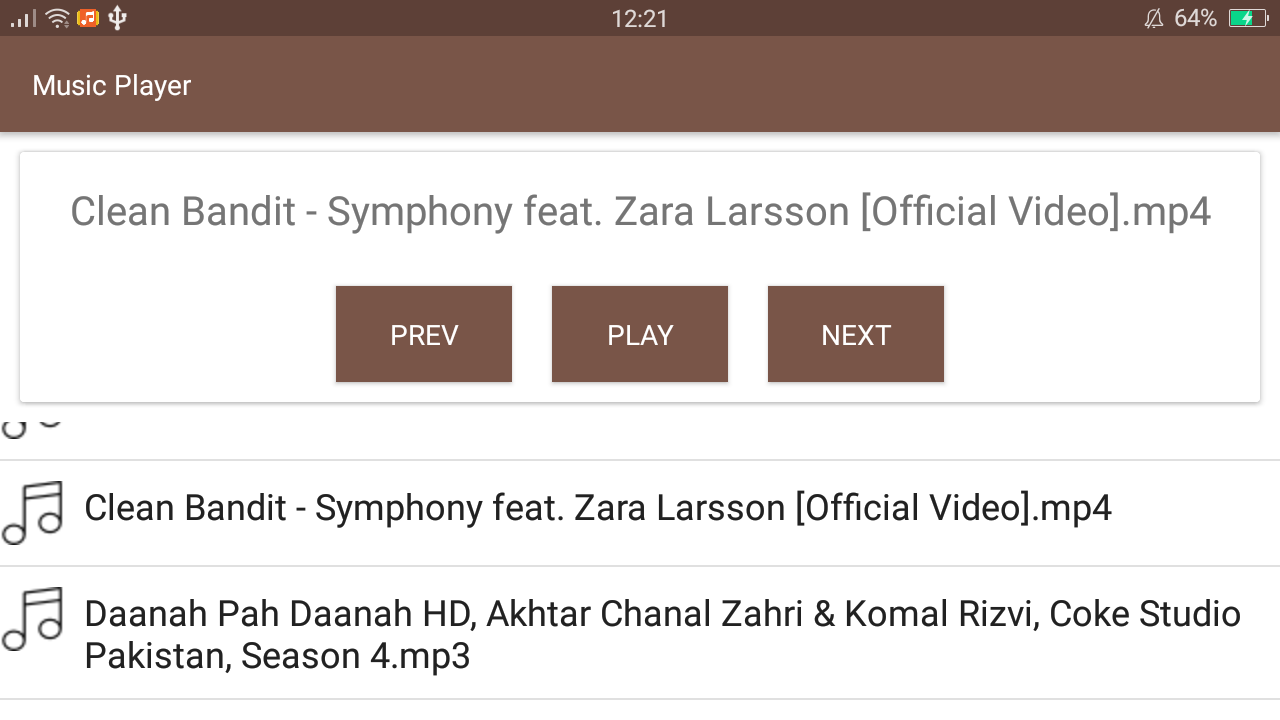 12:21
64%
Music Player
Clean Bandit - Symphony feat. Zara Larsson [Official Video].mp4
PREV PLAY NEXT
Clean Bandit - Symphony feat. Zara Larsson [Official Video].mp4
Daanah Pah Daanah HD, Akhtar Chanal Zahri & Komal Rizvi, Coke Studio
Pakistan, Season 4.mp3